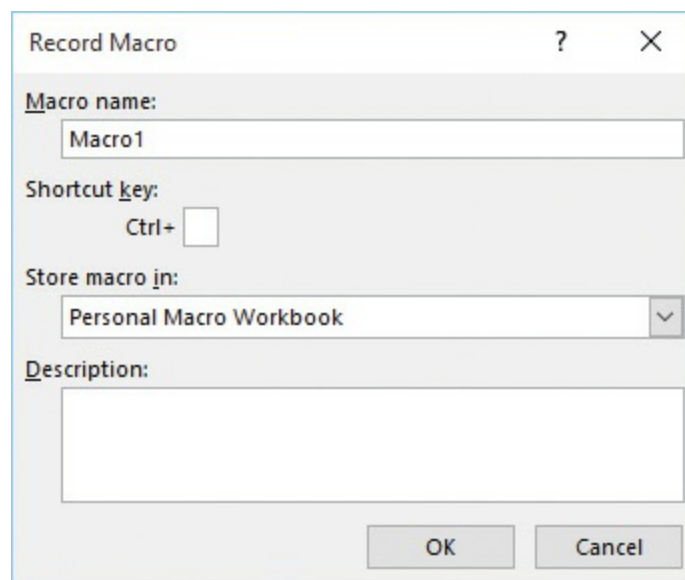 Record Macro ? X
Macro name:
Macro1
Shortcut key:
Ctrl+
Store macro in:
Personal Macro Workbook
Description:
OK Cancel